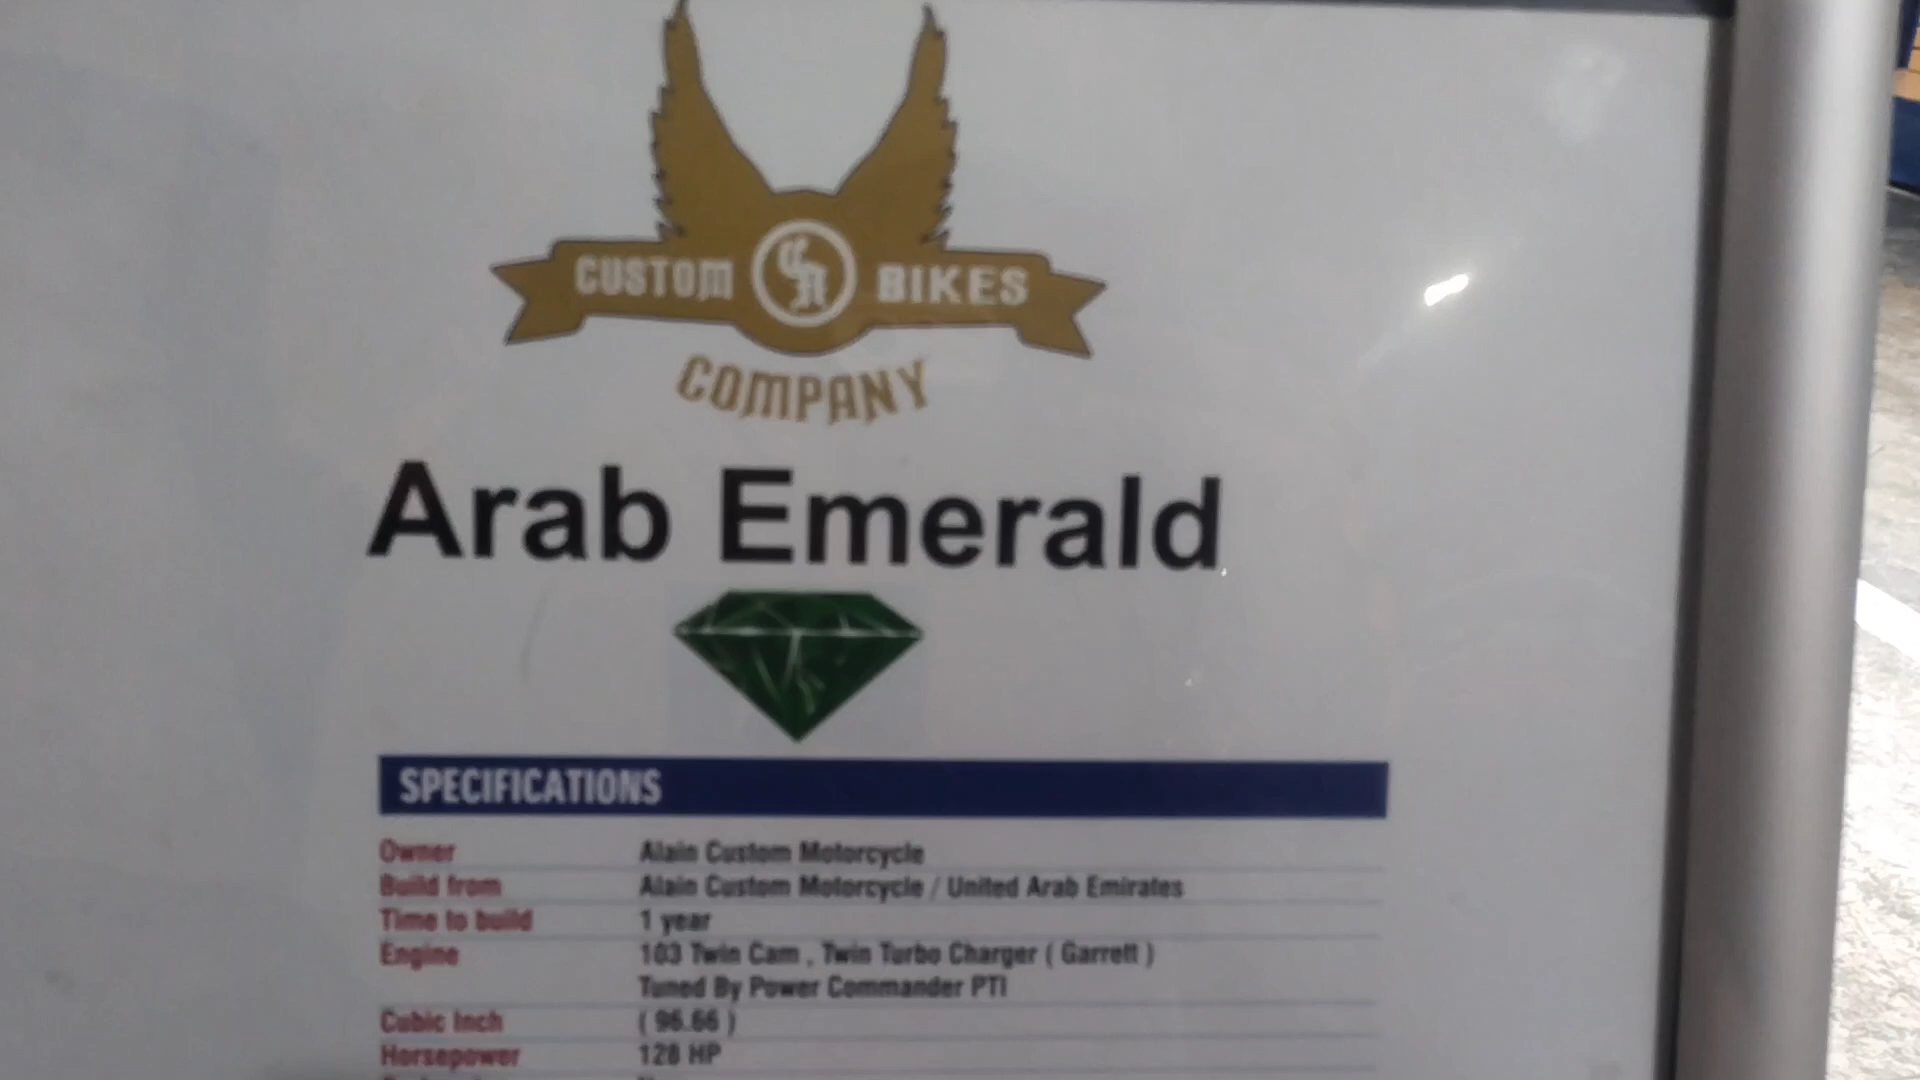 CUSTOM CR BIKES
COMPANY
Arab Emerald
SPECIFICATIONS
Owner Alain Custom Motorcycle
Build from Alain Custom Motorcycle / United Arab Emirates
Time to build 1 year
Engine 103 Twin Cam , Twin Turbo Charger ( Garrett )
Tuned By Power Commander PTI
Cubic Inch ( 96.66 )
Horsepower 128 HP